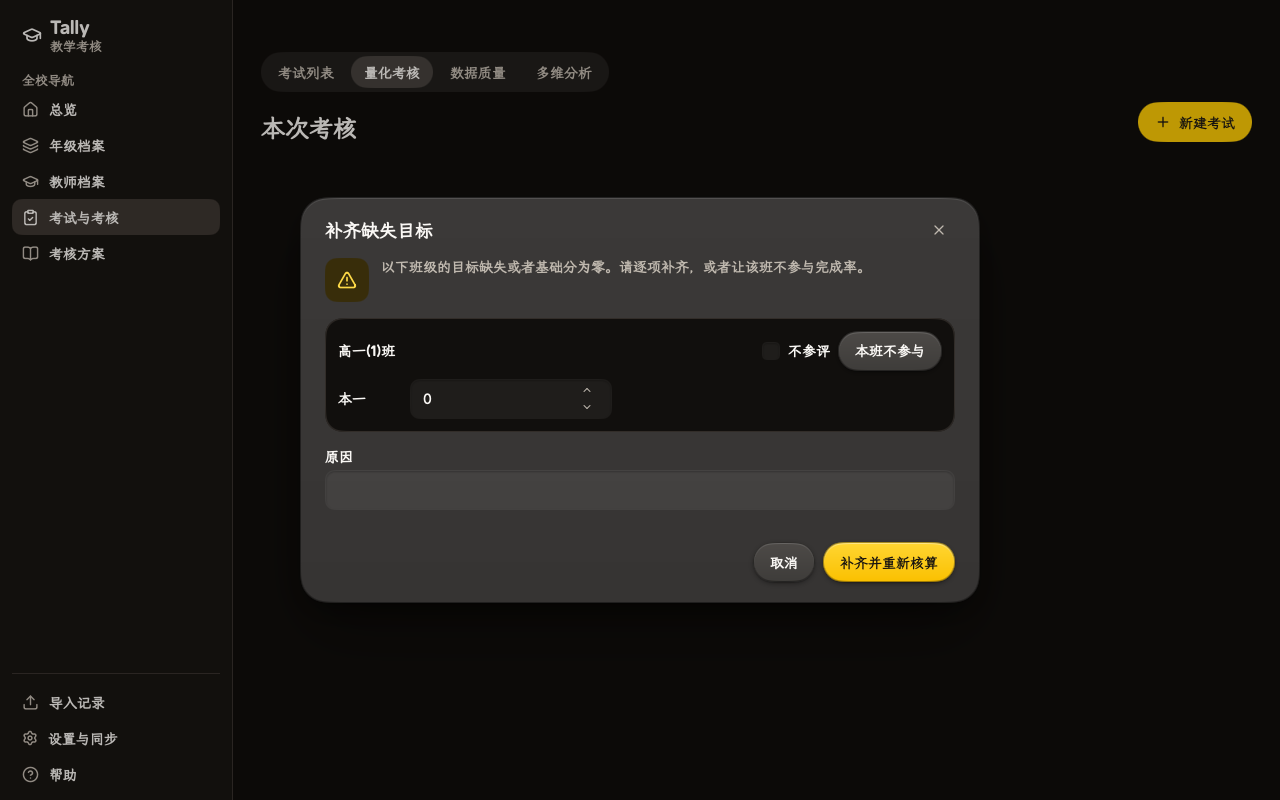 Tally
教学考核
全校导航
总览
年级档案
教师档案
考试与考核
考核方案
导入记录
设置与同步
帮助
考试列表
量化考核
数据质量
多维分析
本次考核
新建考试
补齐缺失目标
以下班级的目标缺失或者基础分为零。请逐项补齐，或者让该班不参与完成率。
高一(1)班
不参评
本班不参与
本一
0
原因
取消
补齐并重新核算